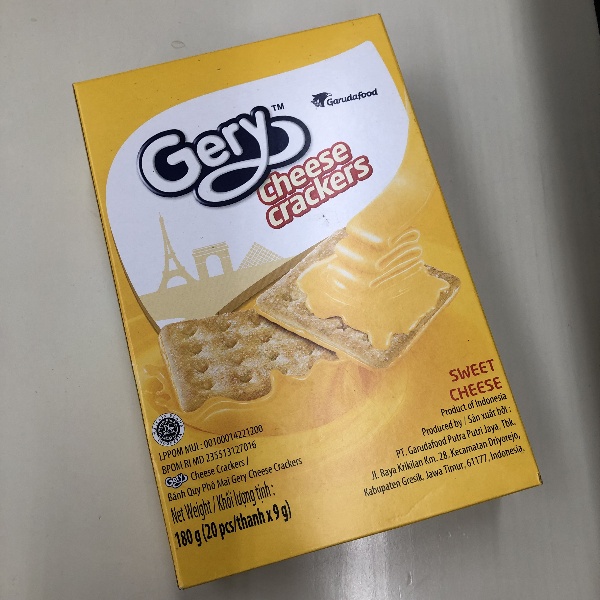 Gery™
Garudafood
cheese
crackers
SWEET
CHEESE
Product of Indonesia
Produced by / Sản xuất bởi :
PT. Garudafood Putra Putri Jaya, Tbk.
Jl. Raya Krikilan Km. 28, Kecamatan Driyorejo,
Kabupaten Gresik, Jawa Timur, 61177, Indonesia.
LPPOM MUI : 00100014221200
BPOM RI MD 235513127016
Gery Cheese Crackers /
Bánh Quy Phô Mai Gery Cheese Crackers
Net Weight / Khối lượng tịnh :
180 g (20 pcs/thanh x 9 g)